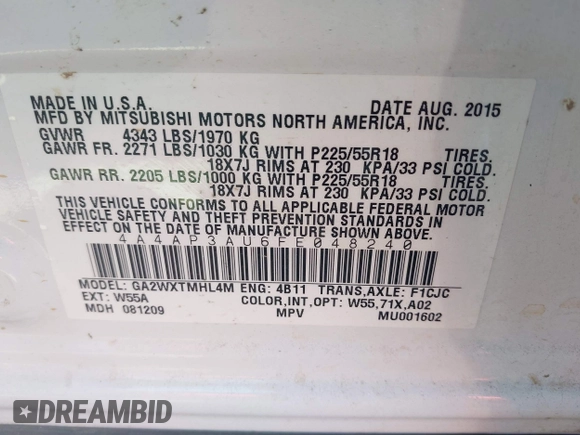 MADE IN U.S.A. DATE AUG. 2015
MFD BY MITSUBISHI MOTORS NORTH AMERICA, INC.
GVWR 4343 LBS/1970 KG
GAWR FR. 2271 LBS/1030 KG WITH P225/55R18 TIRES,
18X7J RIMS AT 230 KPA/33 PSI COLD.
GAWR RR. 2205 LBS/1000 KG WITH P225/55R18 TIRES,
18X7J RIMS AT 230 KPA/33 PSI COLD.
THIS VEHICLE CONFORMS TO ALL APPLICABLE FEDERAL MOTOR
VEHICLE SAFETY AND THEFT PREVENTION STANDARDS IN
EFFECT ON THE DATE OF MANUFACTURE SHOWN ABOVE.
4A4AP3AU6FE048240
MODEL: GA2WXTMHL4M ENG: 4B11 TRANS,AXLE: F1CJC
EXT: W55A COLOR,INT,OPT: W55,71X,A02
MDH 081209 MPV MU001602
DREAMBID